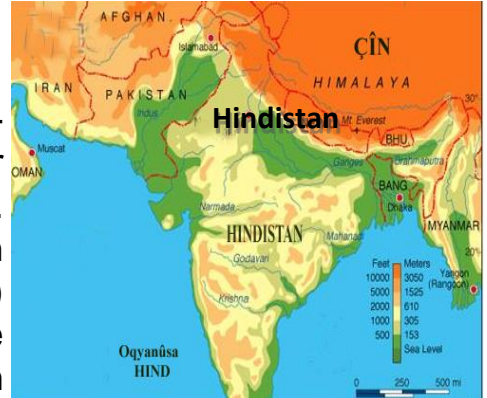 AFGHAN.
Islamabad
ÇÎN
HIMALAYA
IRAN
PAKISTAN
Indus
Hindistan
Mt. Everest
30°
BHU
Muscat
OMAN
Ganges
Brahmaputra
BANG
Dhaka
Narmada
MYANMAR
HINDISTAN
Mahanadi
Godavari
20°
Feet Meters
10000 3050
5000 1525
2000 610
1000 305
500 153
Sea Level
Yangon
(Rangoon)
Krishna
Oqyanûsa
HIND
0 250 500 mi